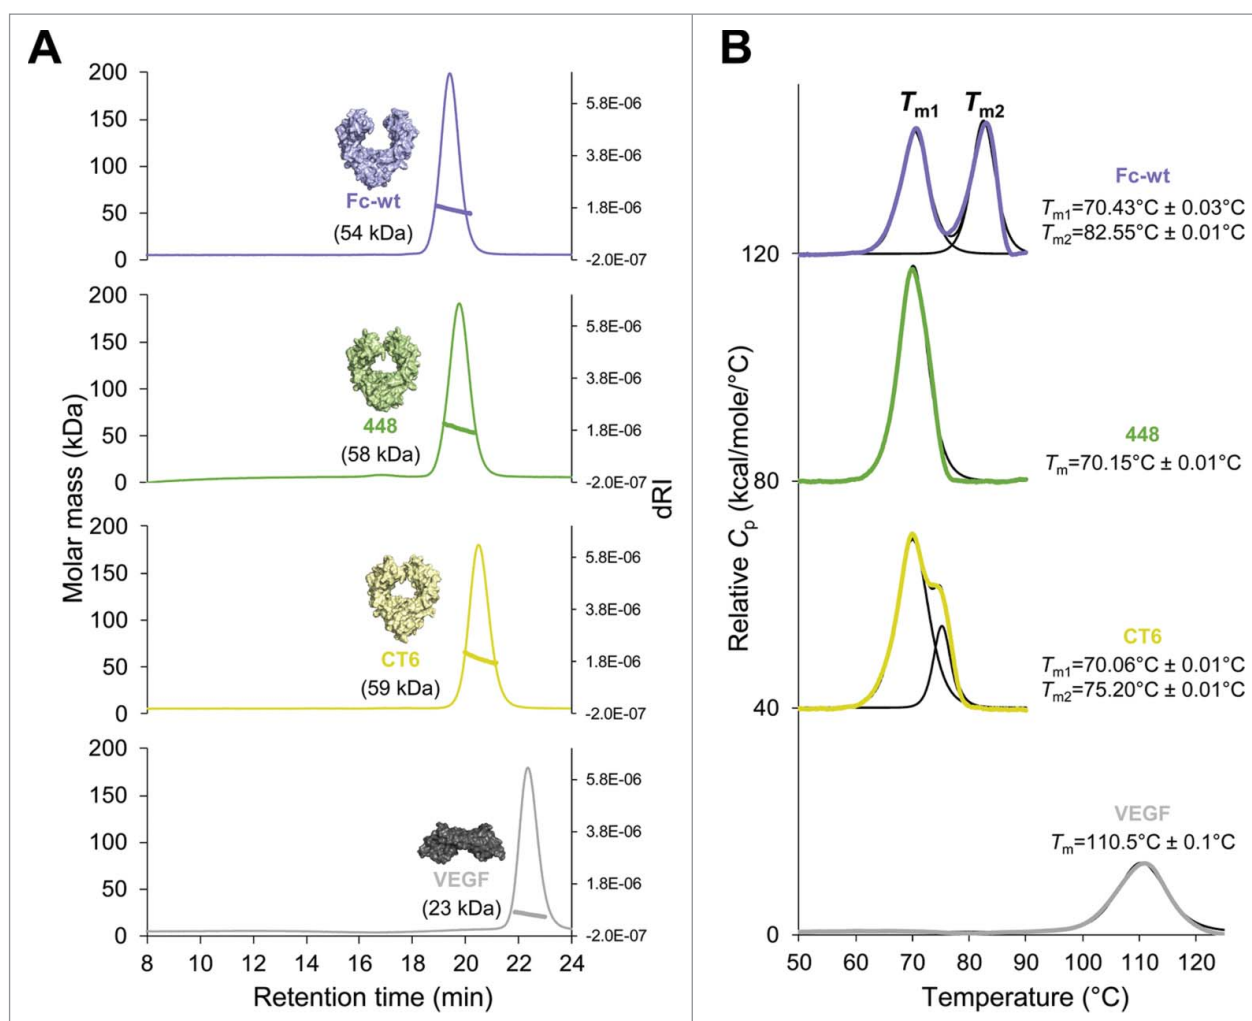 A
Molar mass (kDa)
200
150
100
50
0
Fc-wt
(54 kDa)
5.8E-06
3.8E-06
1.8E-06
-2.0E-07
200
150
100
50
0
448
(58 kDa)
5.8E-06
3.8E-06
1.8E-06
-2.0E-07
dRI
200
150
100
50
0
CT6
(59 kDa)
5.8E-06
3.8E-06
1.8E-06
-2.0E-07
200
150
100
50
0
VEGF
(23 kDa)
5.8E-06
3.8E-06
1.8E-06
-2.0E-07
8 10 12 14 16 18 20 22 24
Retention time (min)
B
Relative Cp (kcal/mole/°C)
Tm1 Tm2
Fc-wt
Tm1=70.43°C ± 0.03°C
Tm2=82.55°C ± 0.01°C
120
448
Tm=70.15°C ± 0.01°C
80
CT6
Tm1=70.06°C ± 0.01°C
Tm2=75.20°C ± 0.01°C
40
VEGF
Tm=110.5°C ± 0.1°C
0
50 60 70 80 90 100 110 120
Temperature (°C)